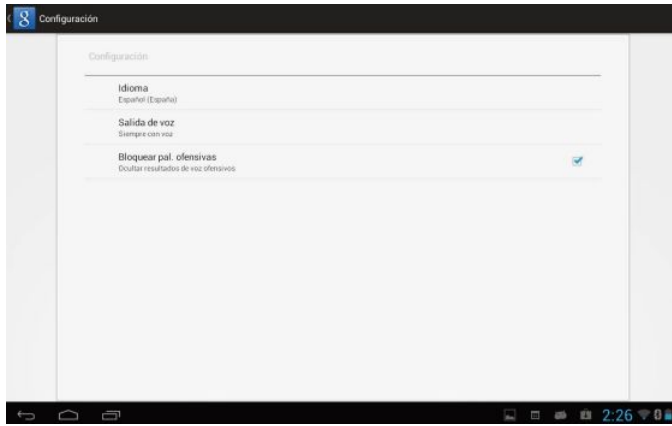 8 Configuración
Configuración
Idioma
Español (España)
Salida de voz
Siempre con voz
Bloquear pal. ofensivas
Ocultar resultados de voz ofensivos
2:26